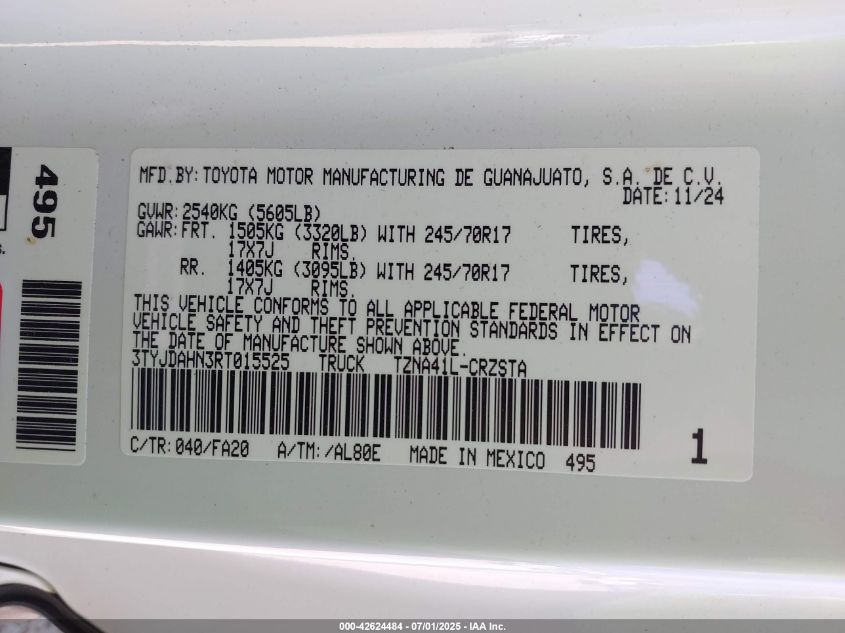 495
s.
MFD.BY: TOYOTA MOTOR MANUFACTURING DE GUANAJUATO, S.A. DE C.V.
DATE: 11/24
GVWR: 2540KG (5605LB)
GAWR: FRT. 1505KG (3320LB) WITH 245/70R17 TIRES,
17X7J RIMS.
RR. 1405KG (3095LB) WITH 245/70R17 TIRES,
17X7J RIMS.
THIS VEHICLE CONFORMS TO ALL APPLICABLE FEDERAL MOTOR
VEHICLE SAFETY AND THEFT PREVENTION STANDARDS IN EFFECT ON
THE DATE OF MANUFACTURE SHOWN ABOVE.
3TYJDAHN3RT015525 TRUCK TZNA41L-CRZSTA
C/TR: 040/FA20 A/TM: /AL80E MADE IN MEXICO 495
1
000-42624484 - 07/01/2025 - IAA Inc.